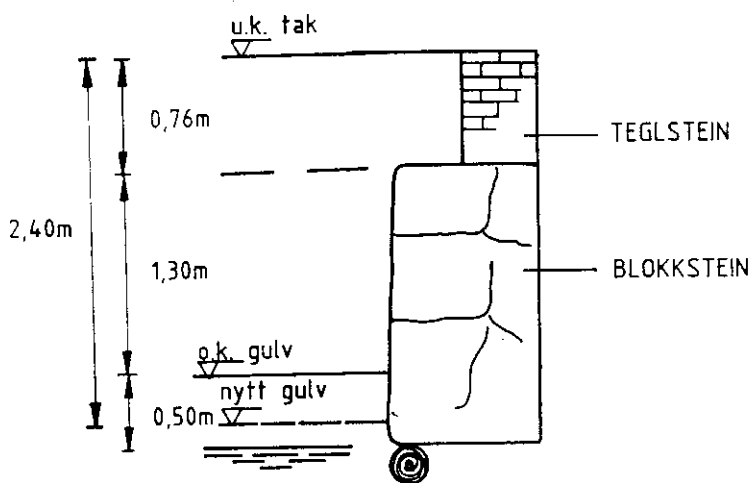 u.k. tak
0,76m
TEGLSTEIN
2,40m
1,30m
BLOKKSTEIN
o.k. gulv
nytt gulv
0,50m